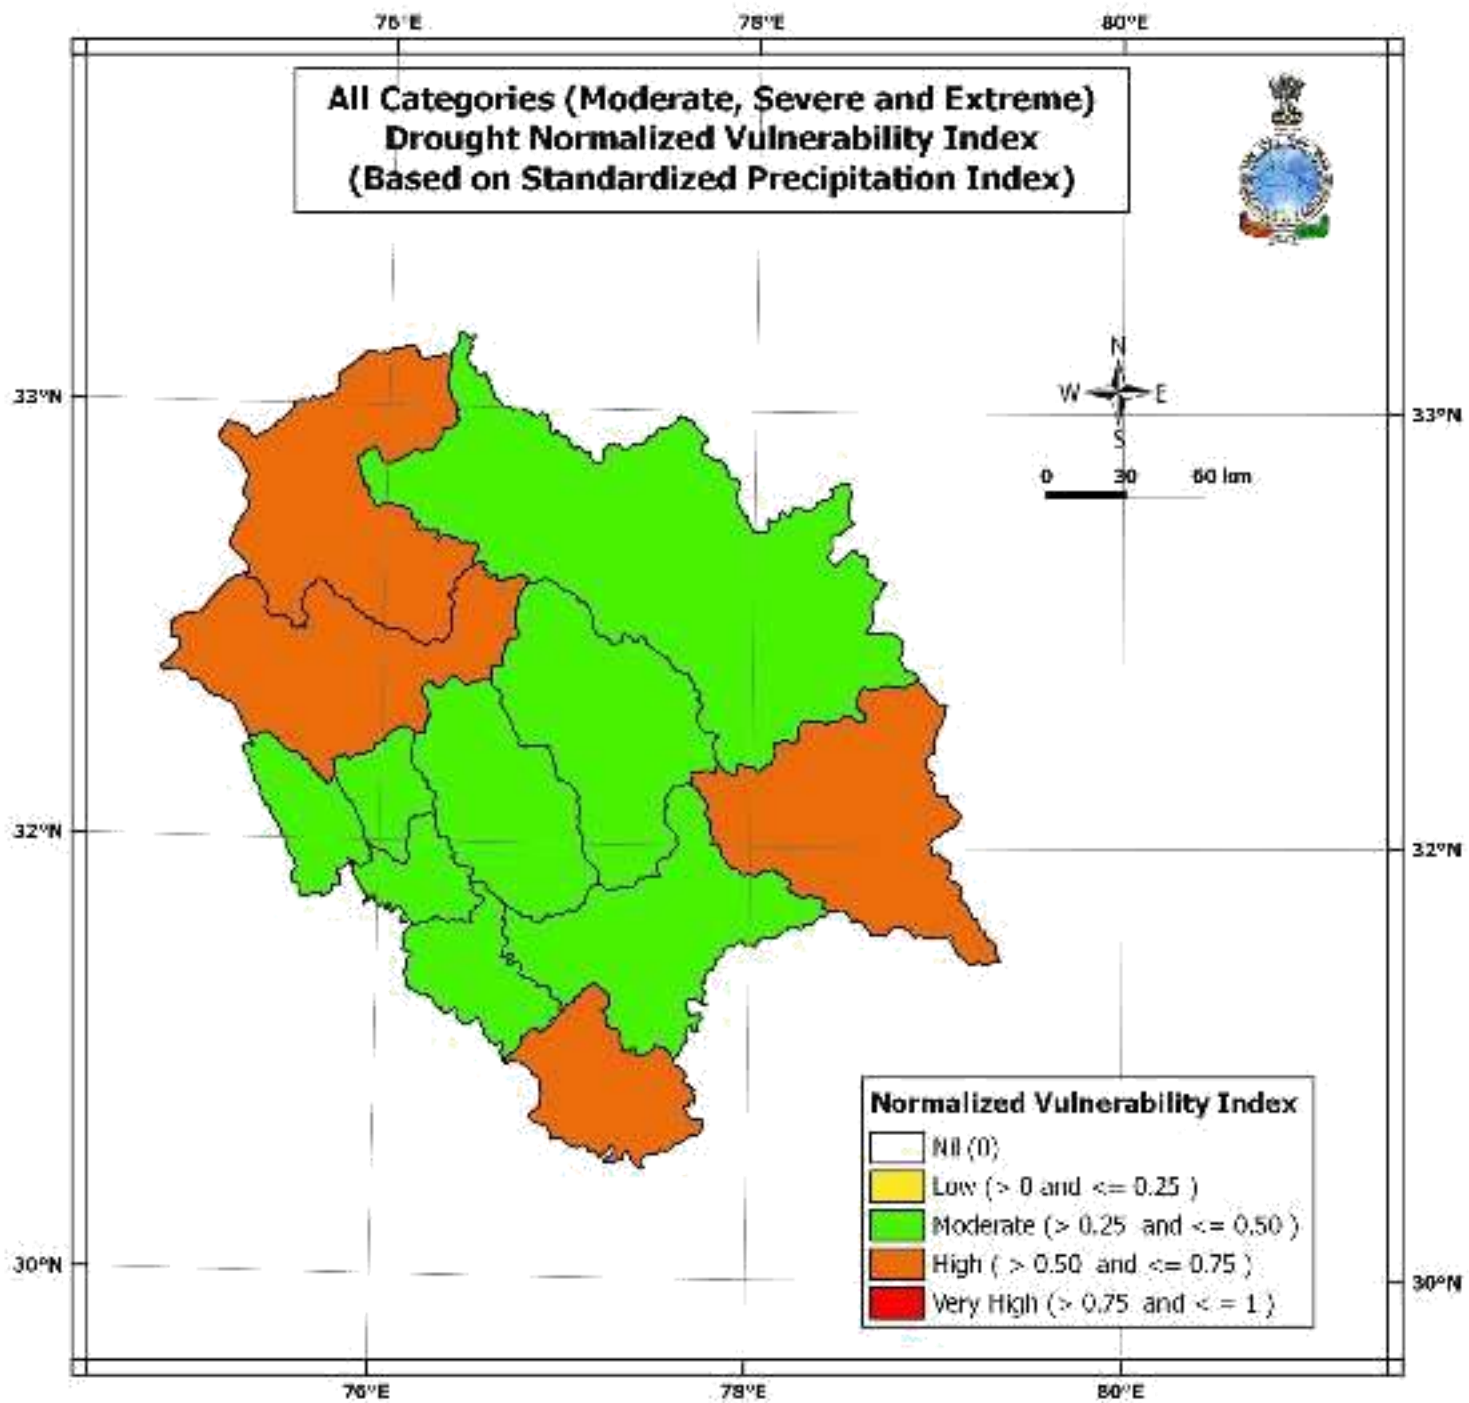 76°E 78°E 80°E
All Categories (Moderate, Severe and Extreme)
Drought Normalized Vulnerability Index
(Based on Standardized Precipitation Index)
N
W E
S
33°N 33°N
0 30 60 km
32°N 32°N
Normalized Vulnerability Index
Nil (0)
Low (> 0 and <= 0.25 )
Moderate (> 0.25 and <= 0.50 )
High ( > 0.50 and <= 0.75 )
Very High (> 0.75 and < = 1 )
30°N 30°N
76°E 78°E 80°E